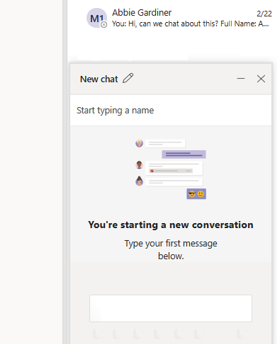 Abbie Gardiner 2/22
M1 You: Hi, can we chat about this? Full Name: A...
New chat
Start typing a name
You're starting a new conversation
Type your first message
below.